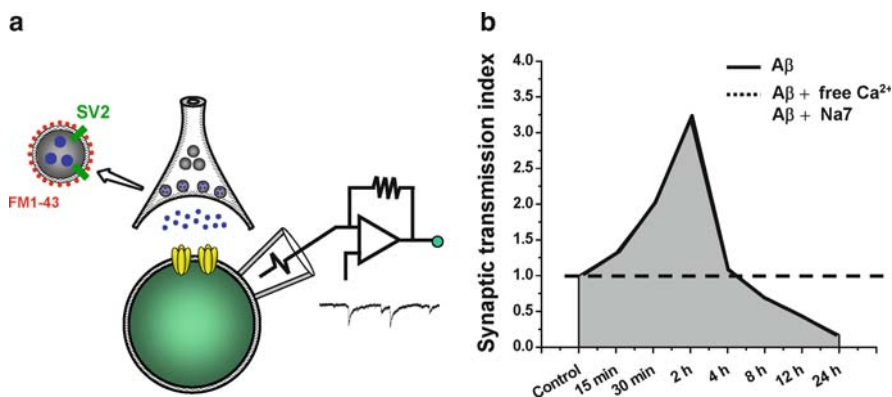 a
SV2
FM1-43
b
Synaptic transmission index
4.0
3.5
3.0
2.5
2.0
1.5
1.0
0.5
0.0
Aβ
Aβ + free Ca²⁺
Aβ + Na7
Control
15 min
30 min
2 h
4 h
8 h
12 h
24 h